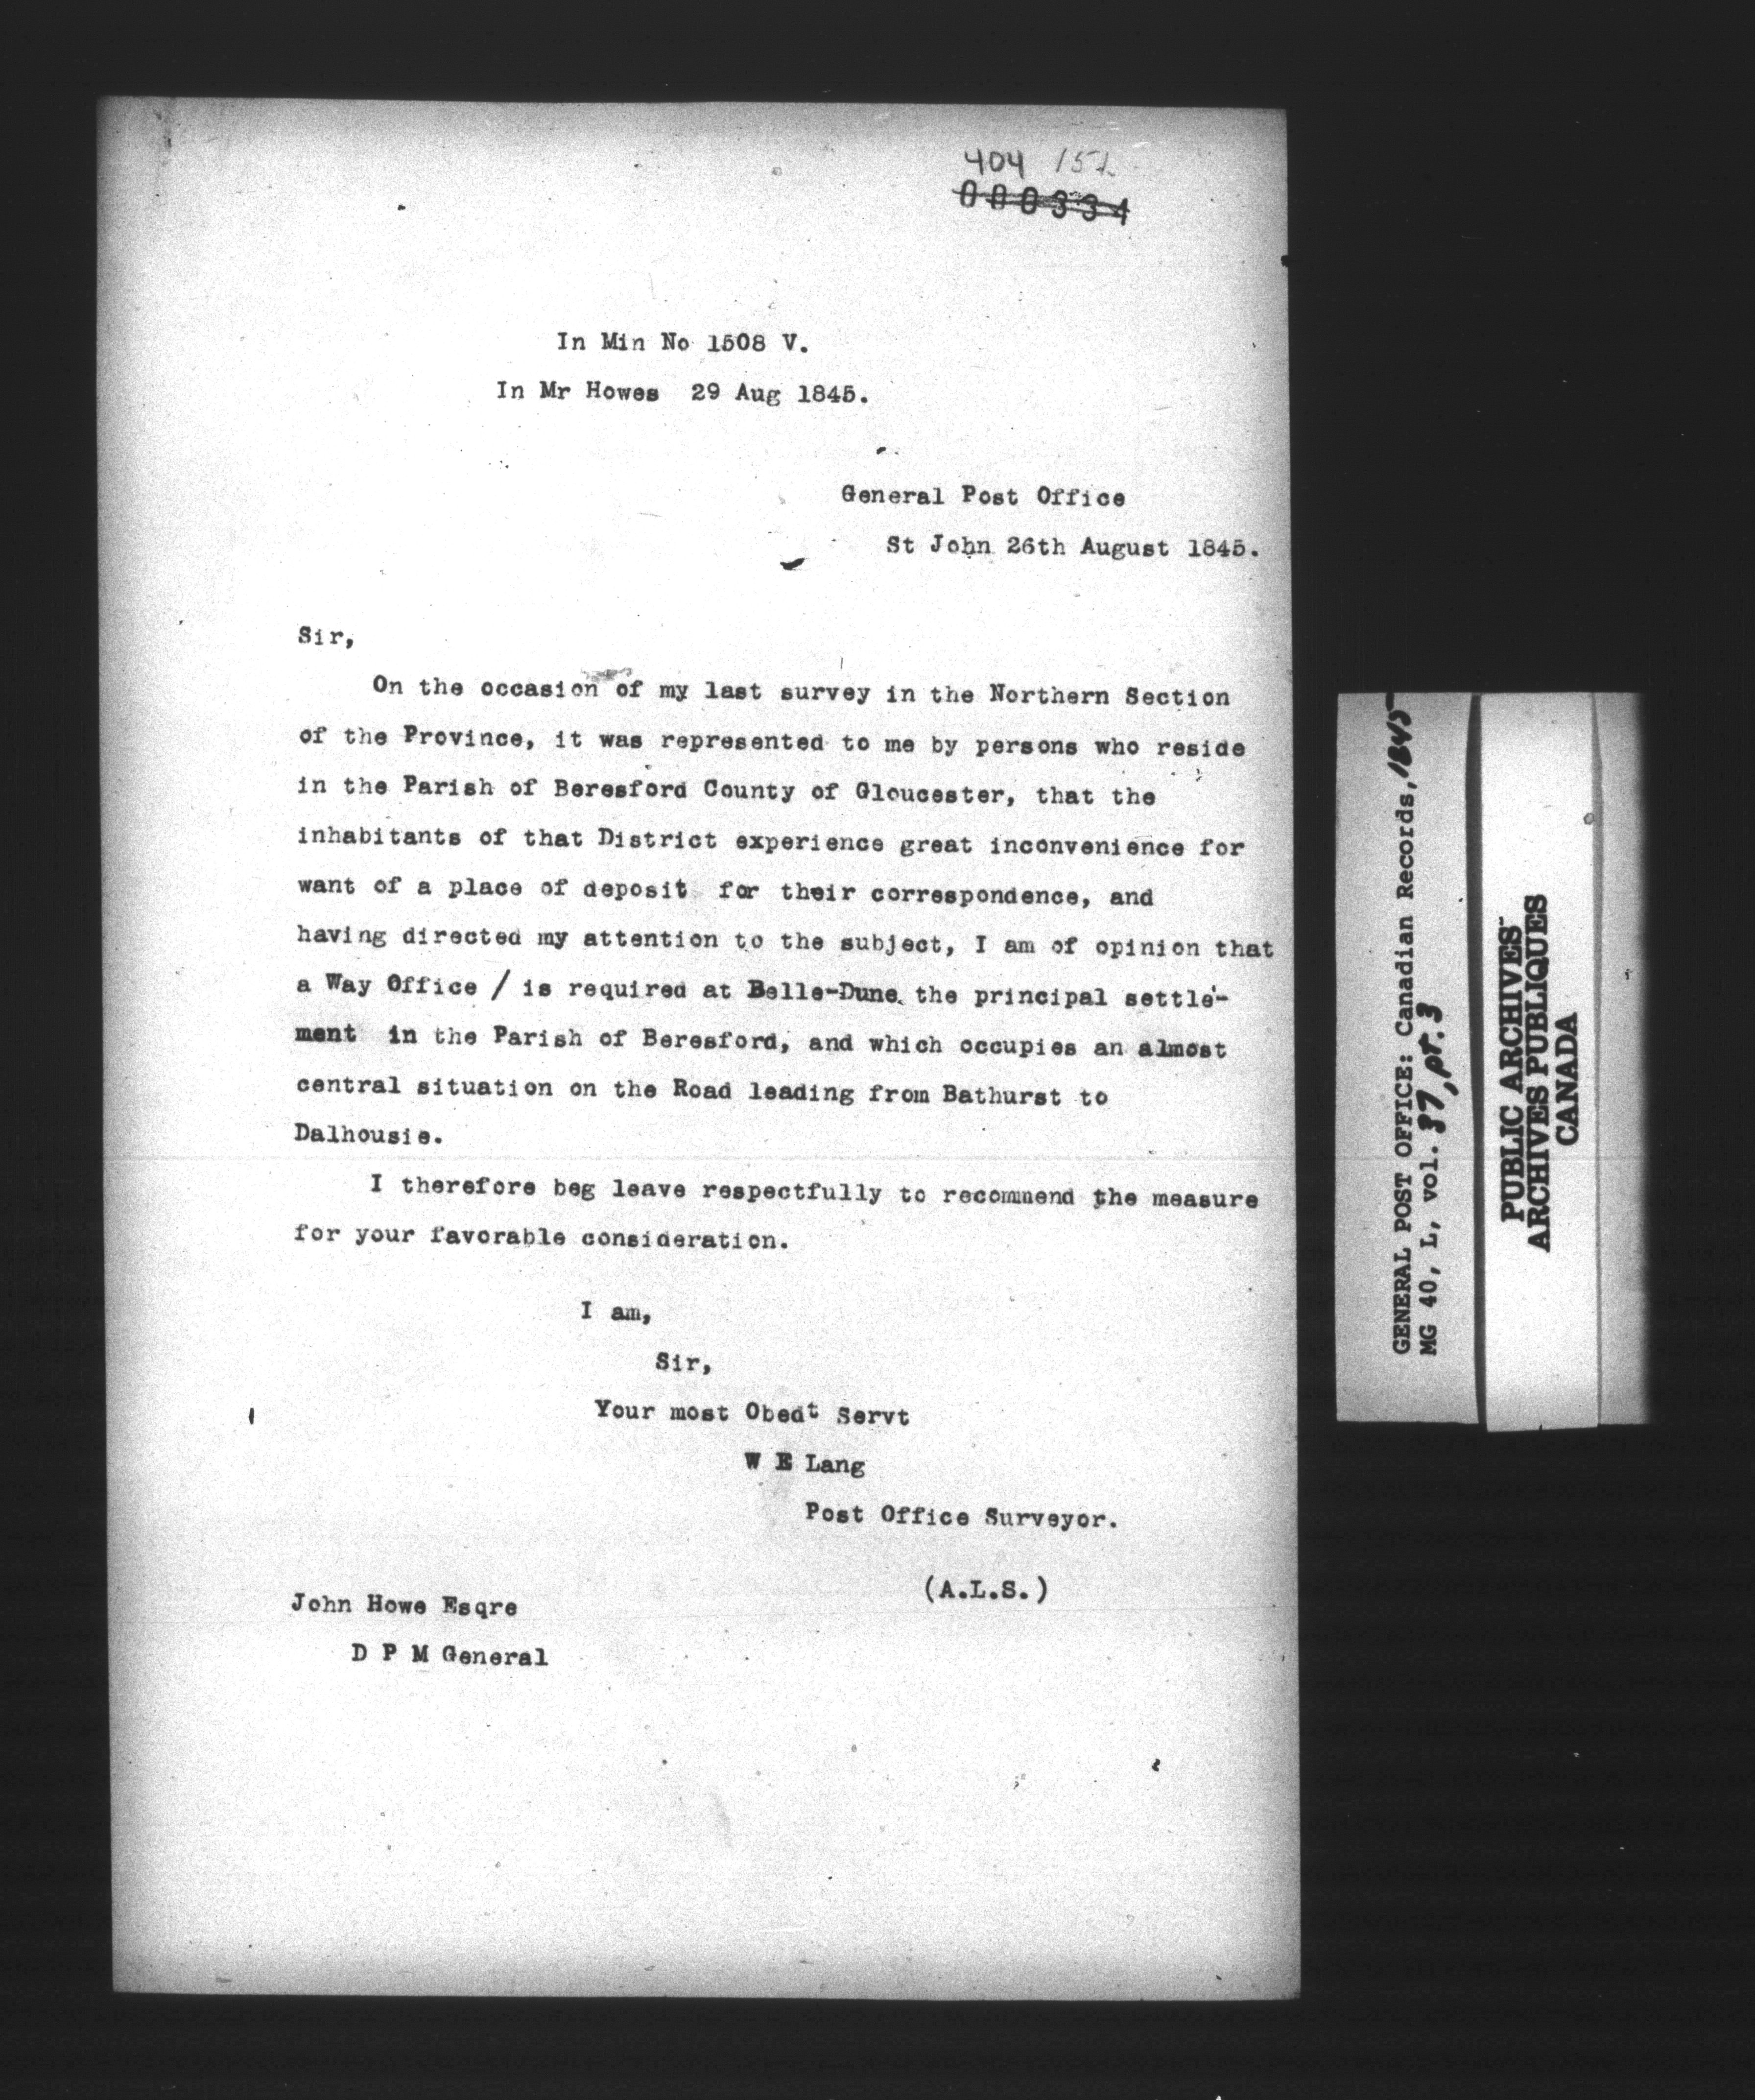 404 152
000334
In Min No 1508 V.
In Mr Howes 29 Aug 1845.
General Post Office
St John 26th August 1845.
Sir,
On the occasion of my last survey in the Northern Section
of the Province, it was represented to me by persons who reside
in the Parish of Beresford County of Gloucester, that the
inhabitants of that District experience great inconvenience for
want of a place of deposit for their correspondence, and
having directed my attention to the subject, I am of opinion that
a Way Office / is required at Belle-Dune the principal settle-
ment in the Parish of Beresford, and which occupies an almost
central situation on the Road leading from Bathurst to
Dalhousie.
I therefore beg leave respectfully to recommend the measure
for your favorable consideration.
I am,
Sir,
Your most Obedt Servt
W E Lang
Post Office Surveyor.
(A.L.S.)
John Howe Esqre
D P M General
GENERAL POST OFFICE: Canadian Records, 1845
MG 40, L, vol. 37, pt. 3
PUBLIC ARCHIVES
ARCHIVES PUBLIQUES
CANADA